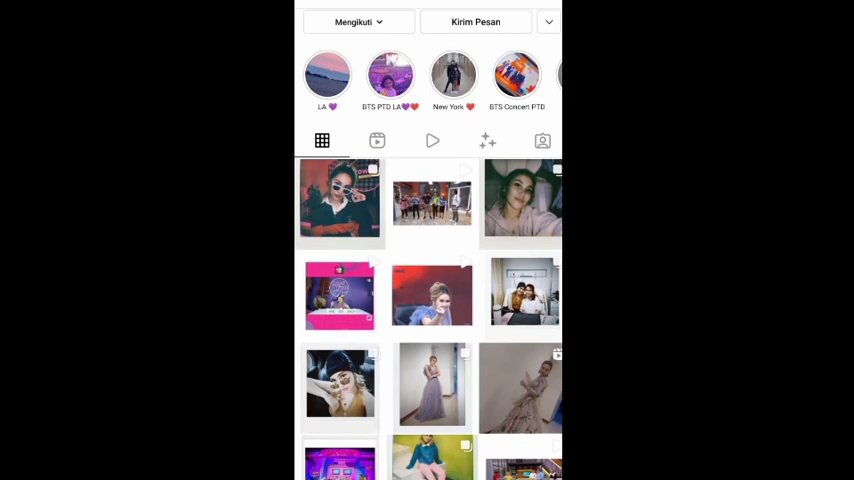 Mengikuti
Kirim Pesan
LA 💜
BTS PTD LA💜❤️
New York ❤️
BTS Concert PTD